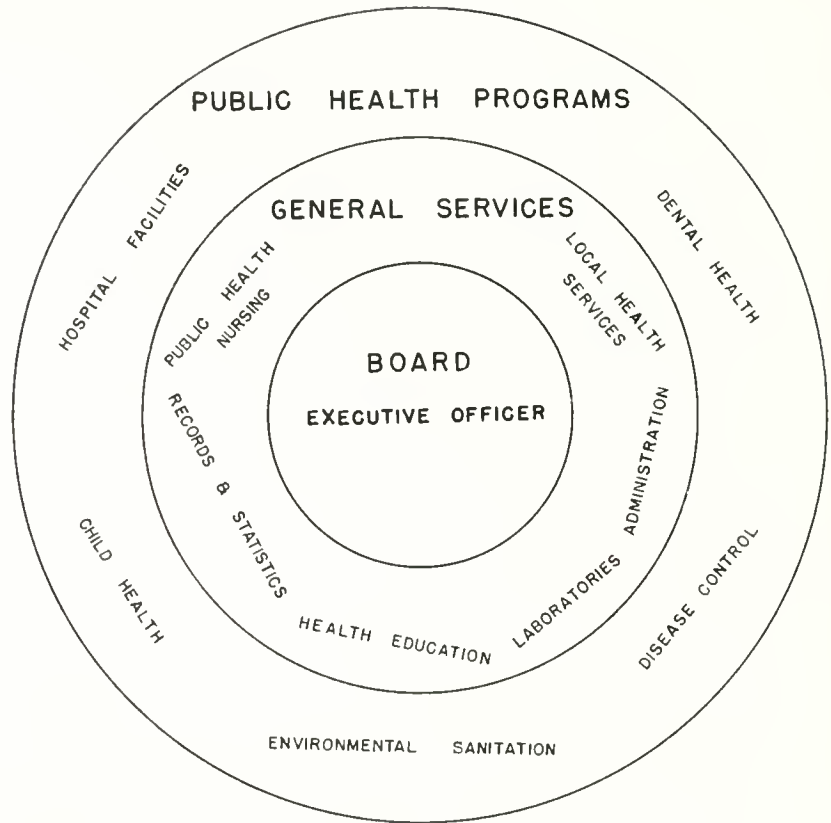 PUBLIC HEALTH PROGRAMS
HOSPITAL FACILITIES
DENTAL HEALTH
CHILD HEALTH
DISEASE CONTROL
ENVIRONMENTAL SANITATION
GENERAL SERVICES
PUBLIC HEALTH
NURSING
LOCAL HEALTH
SERVICES
RECORDS & STATISTICS
ADMINISTRATION
HEALTH EDUCATION
LABORATORIES
BOARD
EXECUTIVE OFFICER